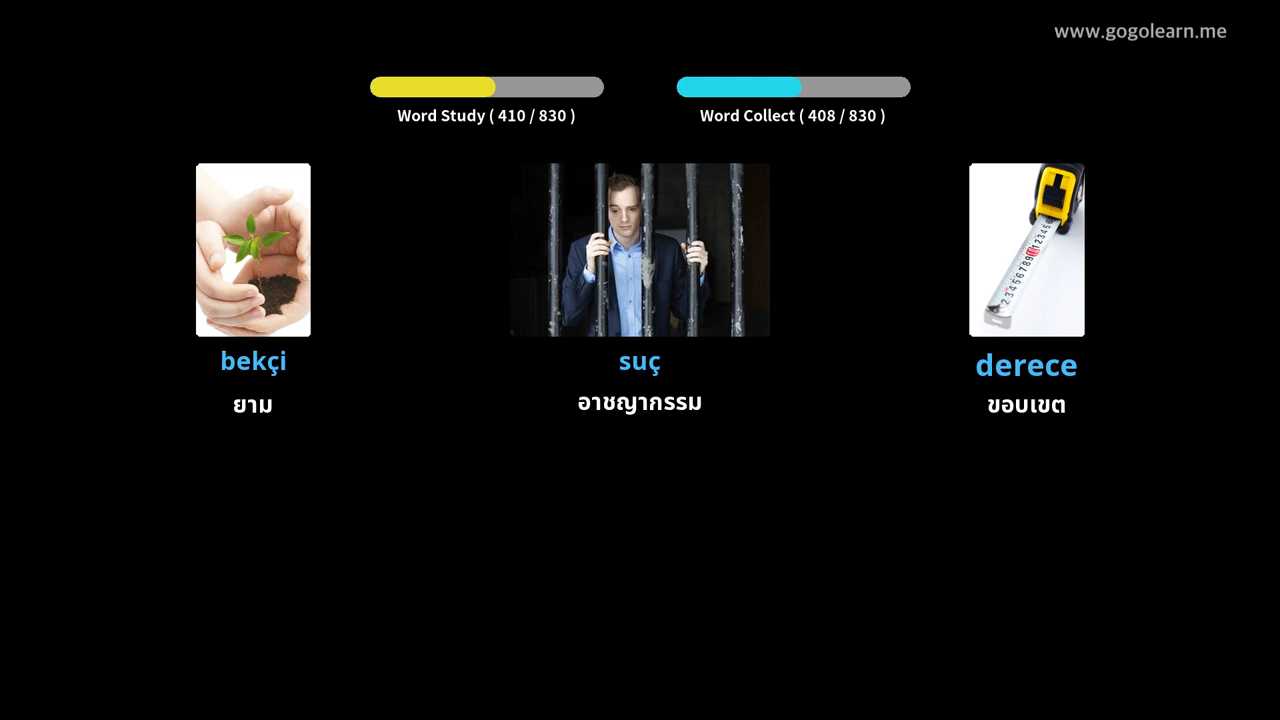 www.gogolearn.me
Word Study ( 410 / 830 )
Word Collect ( 408 / 830 )
bekçi
suç
derece
ยาม
อาชญากรรม
ขอบเขต